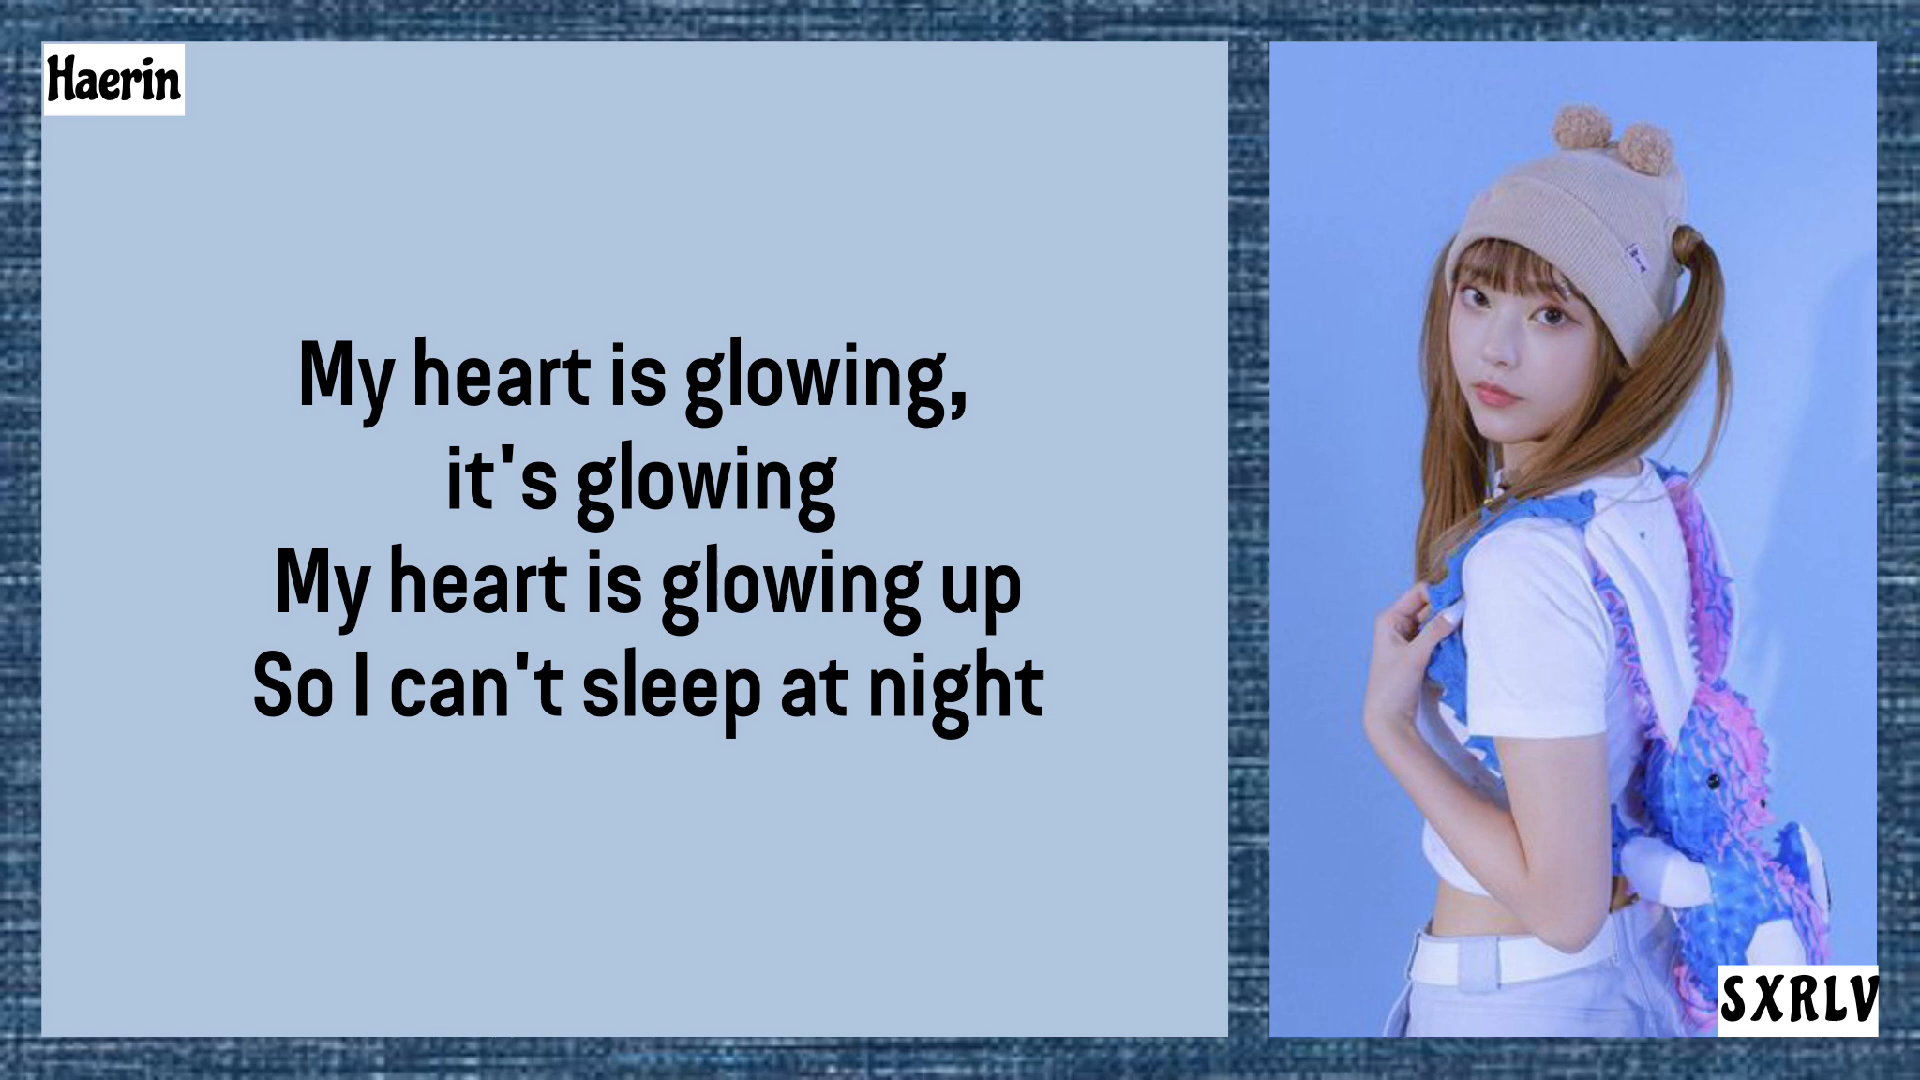 Haerin
My heart is glowing,
it's glowing
My heart is glowing up
So I can't sleep at night
SXRLV